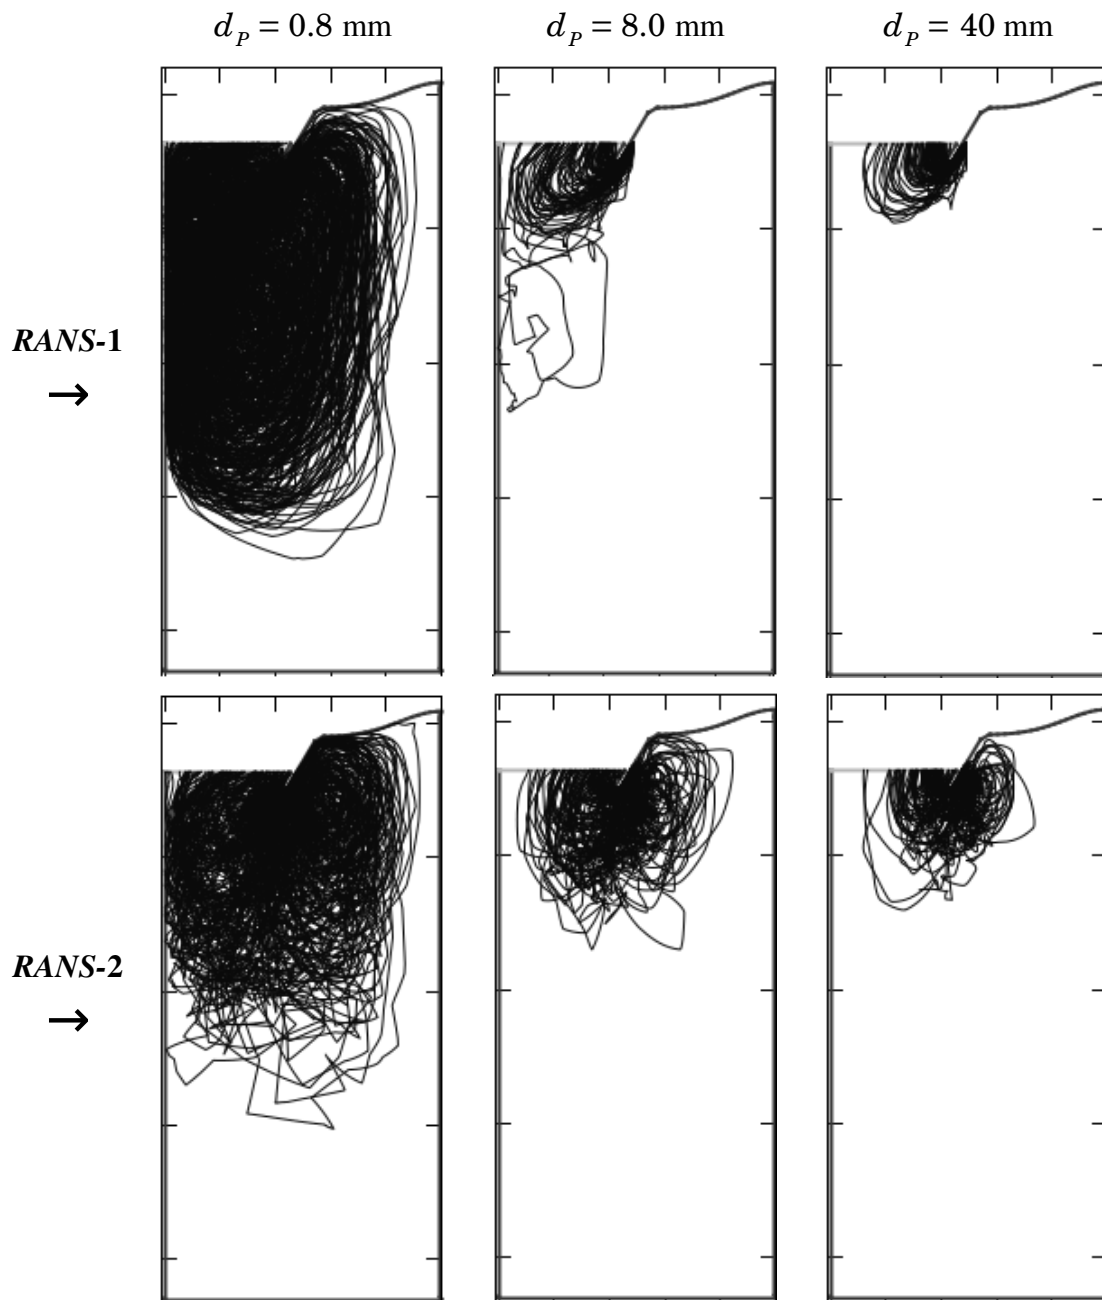 d_P = 0.8 mm
d_P = 8.0 mm
d_P = 40 mm
RANS-1
→
RANS-2
→